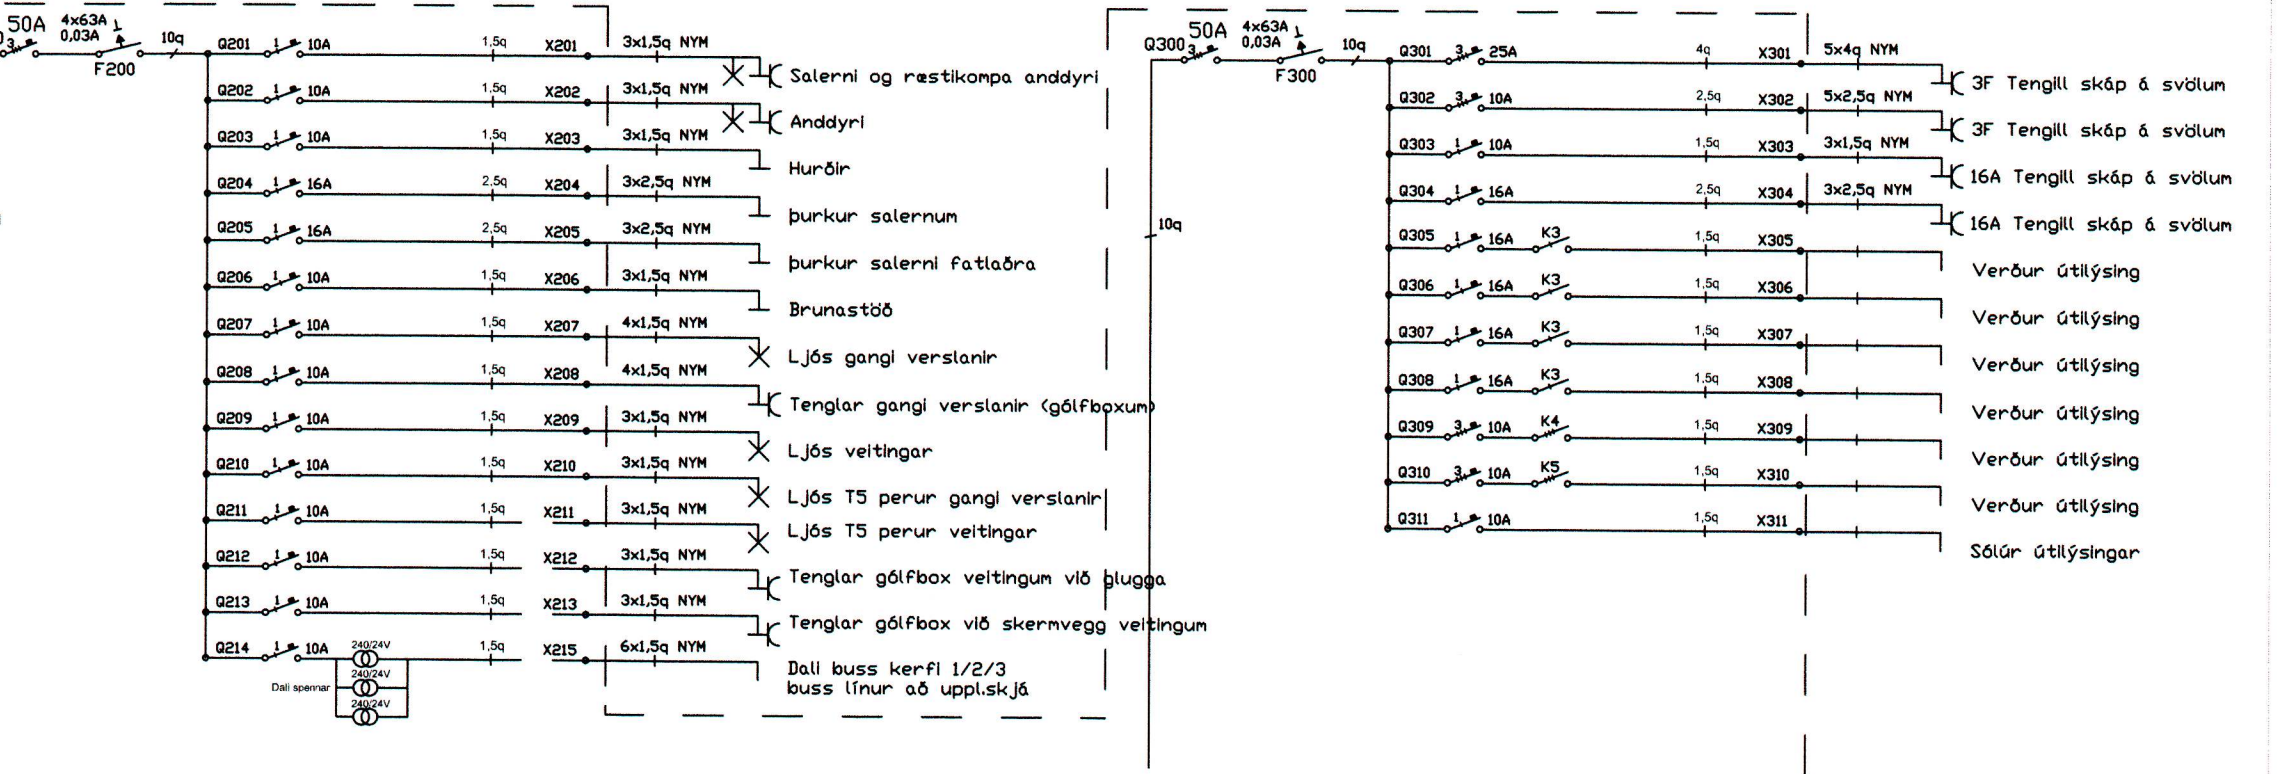 50A 4x63A 0,03A F200 10q
Q201 1 10A 1,5q X201 3x1,5q NYM Salerni og ræstikompa anddyri
Q202 1 10A 1,5q X202 3x1,5q NYM Anddyri
Q203 1 10A 1,5q X203 3x1,5q NYM Hurðir
Q204 1 16A 2,5q X204 3x2,5q NYM Þurkur salernum
Q205 1 16A 2,5q X205 3x2,5q NYM Þurkur salerni fatlaðra
Q206 1 10A 1,5q X206 3x1,5q NYM Brunastöð
Q207 1 10A 1,5q X207 4x1,5q NYM Ljós gangi verslanir
Q208 1 10A 1,5q X208 4x1,5q NYM Tenglar gangi verslanir (gólfboxum)
Q209 1 10A 1,5q X209 3x1,5q NYM Ljós veitingar
Q210 1 10A 1,5q X210 3x1,5q NYM Ljós T5 perur gangi verslanir
Q211 1 10A 1,5q X211 3x1,5q NYM Ljós T5 perur veitingar
Q212 1 10A 1,5q X212 3x1,5q NYM Tenglar gólfbox veitingum við glugga
Q213 1 10A 1,5q X213 3x1,5q NYM Tenglar gólfbox við skermvegg veitingum
Q214 1 10A 240/24V 1,5q X215 6x1,5q NYM Dali buss kerfi 1/2/3
buss línur að uppl.skjá
Dali spennar 240/24V
240/24V
Q300 3 50A 4x63A 0,03A F300 10q
10q
Q301 3 25A 4q X301 5x4q NYM 3F Tengill skáp á svölum
Q302 3 10A 2,5q X302 5x2,5q NYM 3F Tengill skáp á svölum
Q303 1 10A 1,5q X303 3x1,5q NYM 16A Tengill skáp á svölum
Q304 1 16A 2,5q X304 3x2,5q NYM 16A Tengill skáp á svölum
Q305 1 16A K3 1,5q X305 Verður útilýsing
Q306 1 16A K3 1,5q X306 Verður útilýsing
Q307 1 16A K3 1,5q X307 Verður útilýsing
Q308 1 16A K3 1,5q X308 Verður útilýsing
Q309 3 10A K4 1,5q X309 Verður útilýsing
Q310 3 10A K5 1,5q X310 Verður útilýsing
Q311 1 10A 1,5q X311 Sólúr útilýsingar